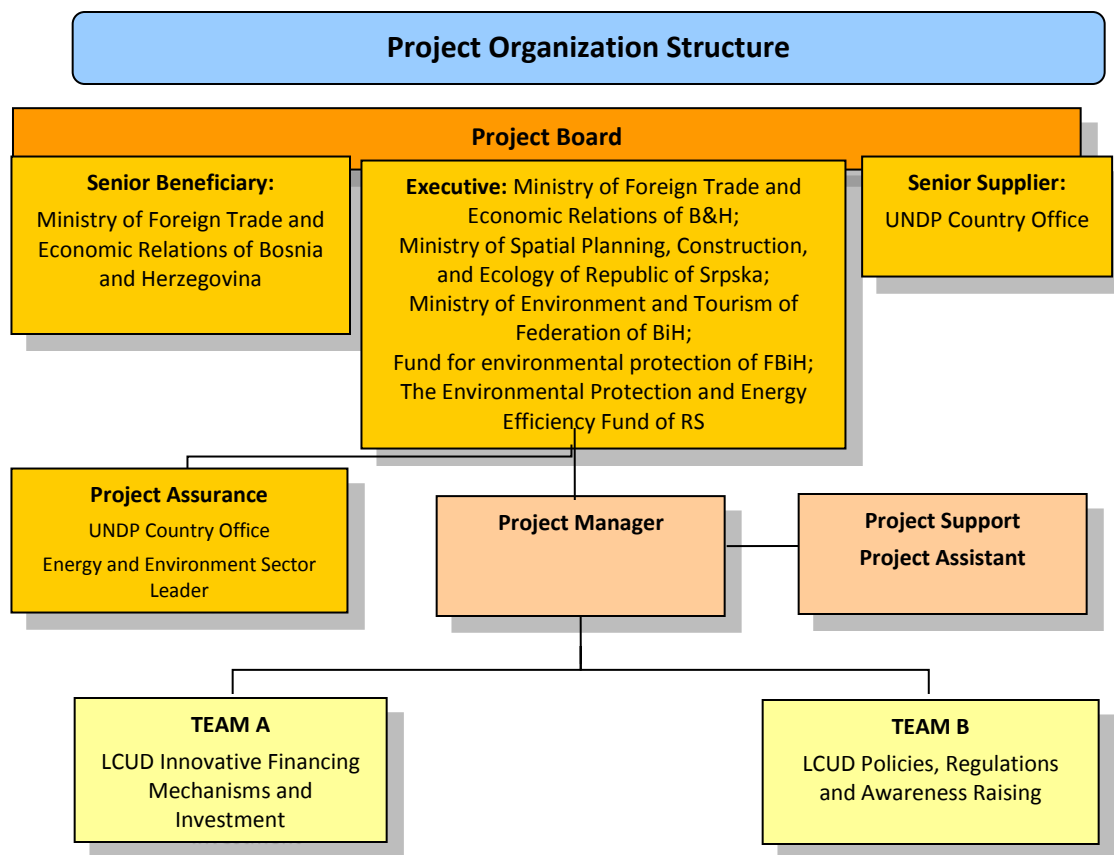 Project Organization Structure
Project Board
Senior Beneficiary:
Ministry of Foreign Trade and
Economic Relations of Bosnia
and Herzegovina
Executive: Ministry of Foreign Trade and
Economic Relations of B&H;
Ministry of Spatial Planning, Construction,
and Ecology of Republic of Srpska;
Ministry of Environment and Tourism of
Federation of BiH;
Fund for environmental protection of FBiH;
The Environmental Protection and Energy
Efficiency Fund of RS
Senior Supplier:
UNDP Country Office
Project Assurance
UNDP Country Office
Energy and Environment Sector
Leader
Project Manager
Project Support
Project Assistant
TEAM A
LCUD Innovative Financing
Mechanisms and
Investment
TEAM B
LCUD Policies, Regulations
and Awareness Raising